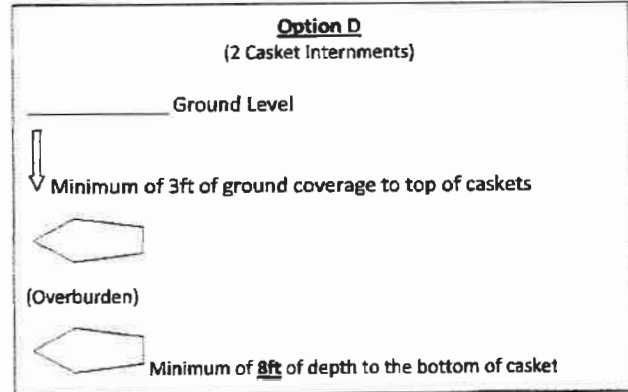 Option D
(2 Casket Internments)
Ground Level
Minimum of 3ft of ground coverage to top of caskets
(Overburden)
Minimum of 8ft of depth to the bottom of casket